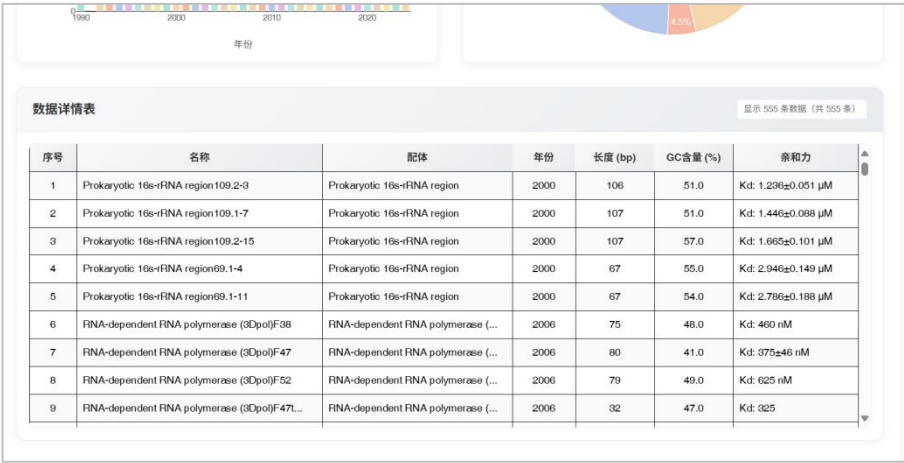 0
1990 2000 2010 2020
年份
4.5%
数据详情表
显示 555 条数据（共 555 条）
序号 名称 配体 年份 长度 (bp) GC含量 (%) 亲和力
1 Prokaryotic 16s-rRNA region109.2-3 Prokaryotic 16s-rRNA region 2000 106 51.0 Kd: 1.236±0.051 µM
2 Prokaryotic 16s-rRNA region109.1-7 Prokaryotic 16s-rRNA region 2000 107 51.0 Kd: 1.446±0.088 µM
3 Prokaryotic 16s-rRNA region109.2-15 Prokaryotic 16s-rRNA region 2000 107 57.0 Kd: 1.665±0.101 µM
4 Prokaryotic 16s-rRNA region69.1-4 Prokaryotic 16s-rRNA region 2000 67 55.0 Kd: 2.946±0.149 µM
5 Prokaryotic 16s-rRNA region69.1-11 Prokaryotic 16s-rRNA region 2000 67 54.0 Kd: 2.786±0.188 µM
6 RNA-dependent RNA polymerase (3Dpol)F38 RNA-dependent RNA polymerase (... 2006 75 48.0 Kd: 460 nM
7 RNA-dependent RNA polymerase (3Dpol)F47 RNA-dependent RNA polymerase (... 2006 80 41.0 Kd: 375±46 nM
8 RNA-dependent RNA polymerase (3Dpol)F52 RNA-dependent RNA polymerase (... 2006 79 49.0 Kd: 625 nM
9 RNA-dependent RNA polymerase (3Dpol)F47t... RNA-dependent RNA polymerase (... 2006 32 47.0 Kd: 325